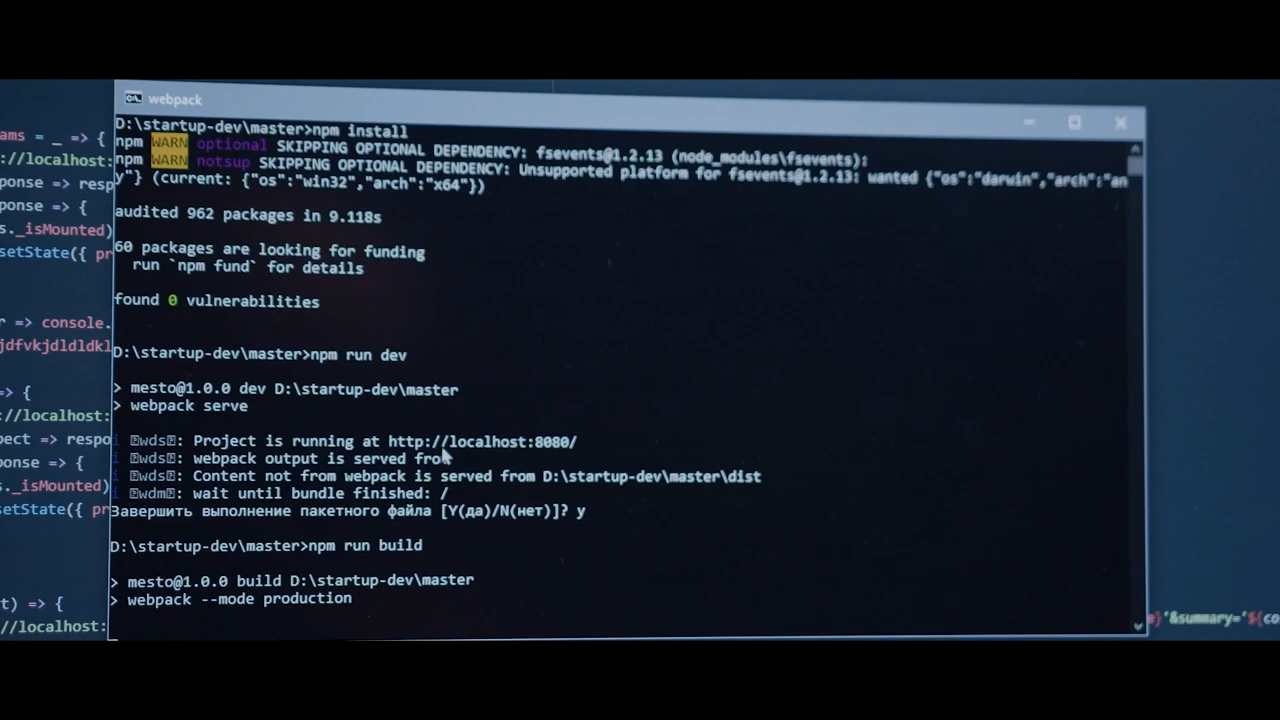 webpack
D:\startup-dev\master>npm install
npm WARN optional SKIPPING OPTIONAL DEPENDENCY: fsevents@1.2.13 (node_modules\fsevents):
npm WARN notsup SKIPPING OPTIONAL DEPENDENCY: Unsupported platform for fsevents@1.2.13: wanted {"os":"darwin","arch":"an
y"} (current: {"os":"win32","arch":"x64"})
audited 962 packages in 9.118s
60 packages are looking for funding
run `npm fund` for details
found 0 vulnerabilities
D:\startup-dev\master>npm run dev
> mesto@1.0.0 dev D:\startup-dev\master
> webpack serve
i 「wds」: Project is running at http://localhost:8080/
i 「wds」: webpack output is served from
i 「wds」: Content not from webpack is served from D:\startup-dev\master\dist
i 「wdm」: wait until bundle finished: /
Завершить выполнение пакетного файла [Y(да)/N(нет)]? y
D:\startup-dev\master>npm run build
> mesto@1.0.0 build D:\startup-dev\master
> webpack --mode production
ams = _ => {
://localhost:
ponse => resp
ponse => {
s._isMounted)
setState({ pr
r => console.
jdfvkjdldldkl
=> {
://localhost:
pect => respo
ponse => {
s._isMounted)
setState({ pr
t) => {
://localhost:
}'&summary='${co